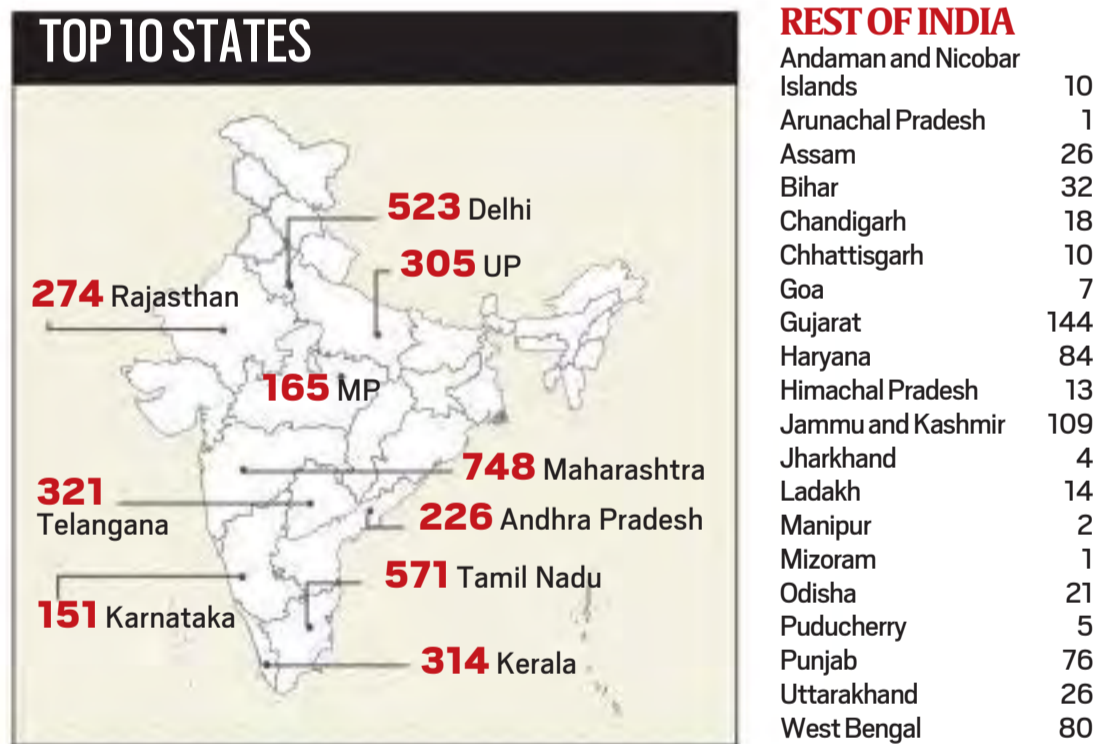 TOP 10 STATES
523 Delhi
305 UP
274 Rajasthan
165 MP
748 Maharashtra
321
Telangana
226 Andhra Pradesh
571 Tamil Nadu
151 Karnataka
314 Kerala
REST OF INDIA
Andaman and Nicobar
Islands 10
Arunachal Pradesh 1
Assam 26
Bihar 32
Chandigarh 18
Chhattisgarh 10
Goa 7
Gujarat 144
Haryana 84
Himachal Pradesh 13
Jammu and Kashmir 109
Jharkhand 4
Ladakh 14
Manipur 2
Mizoram 1
Odisha 21
Puducherry 5
Punjab 76
Uttarakhand 26
West Bengal 80